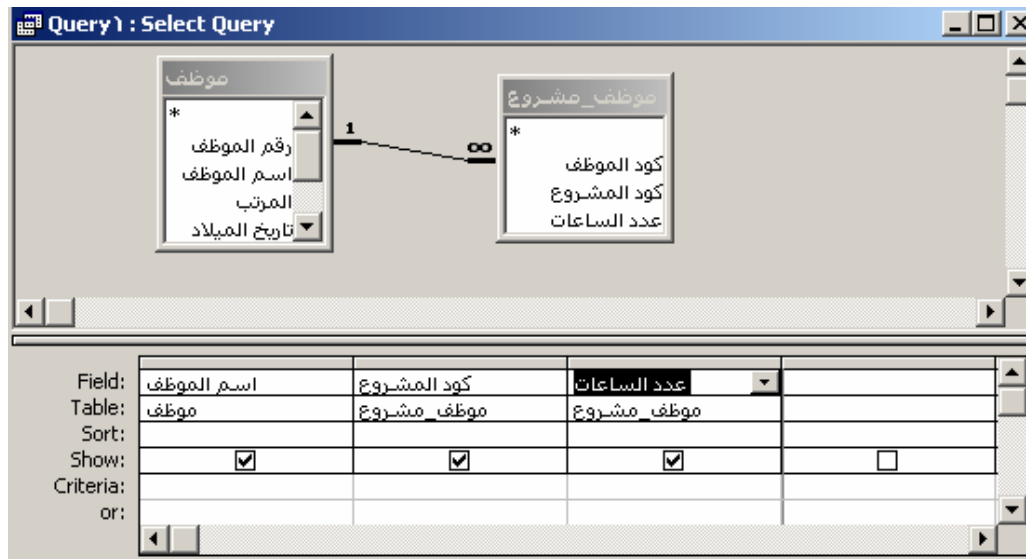 Query١ : Select Query
موظف
*
رقم الموظف
اسم الموظف
المرتب
تاريخ الميلاد
1
∞
موظف_مشروع
*
كود الموظف
كود المشروع
عدد الساعات
Field: اسم الموظف كود المشروع عدد الساعات
Table: موظف موظف_مشروع موظف_مشروع
Sort:
Show:
Criteria:
or: